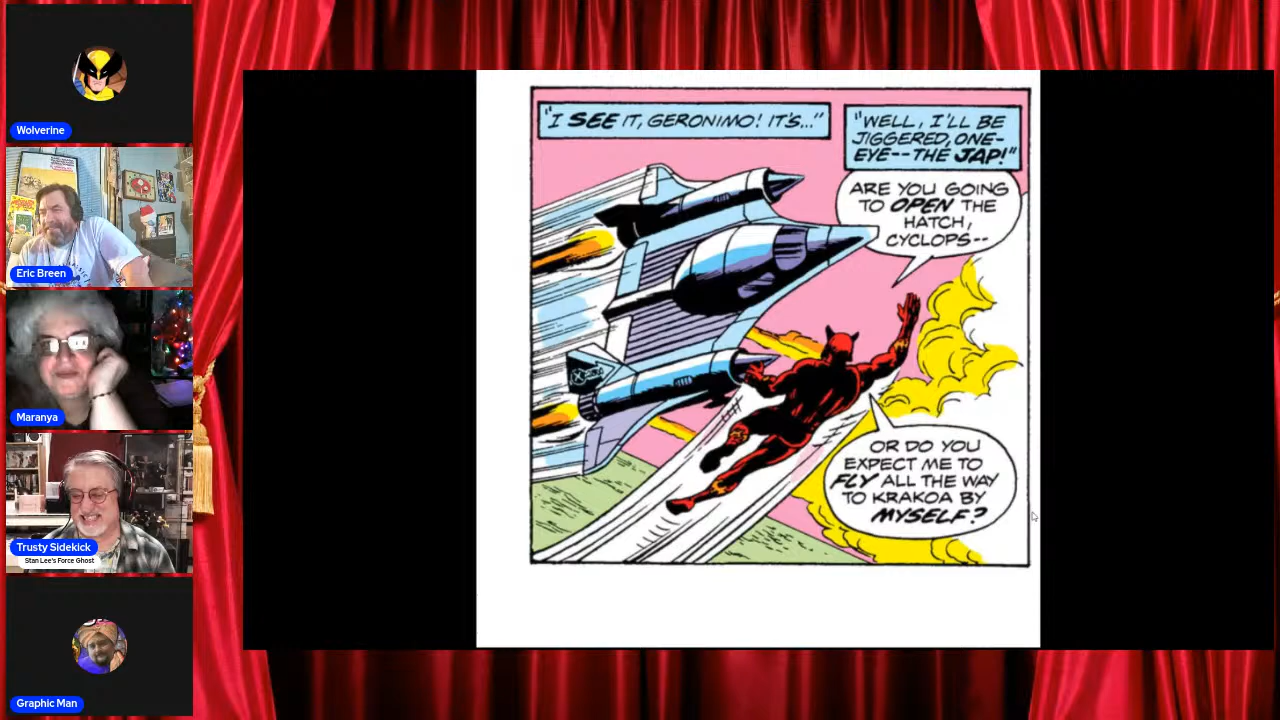 Wolverine
Eric Breen
Maranya
Trusty Sidekick
Stan Lee's Force Ghost
Graphic Man
"I SEE IT, GERONIMO! IT'S..."
"WELL, I'LL BE
JIGGERED, ONE-
EYE--THE JAP!"
ARE YOU GOING
TO OPEN THE
HATCH,
CYCLOPS--
OR DO YOU
EXPECT ME TO
FLY ALL THE WAY
TO KRAKOA BY
MYSELF?